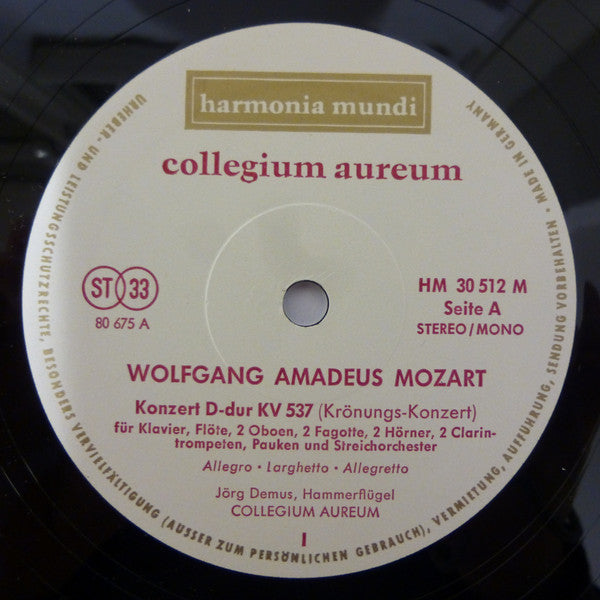 harmonia mundi
collegium aureum
ST 33
80 675 A
HM 30 512 M
Seite A
STEREO/MONO
WOLFGANG AMADEUS MOZART
Konzert D-dur KV 537 (Krönungs-Konzert)
für Klavier, Flöte, 2 Oboen, 2 Fagotte, 2 Hörner, 2 Clarin-
trompeten, Pauken und Streichorchester
Allegro · Larghetto · Allegretto
Jörg Demus, Hammerflügel
COLLEGIUM AUREUM
I
URHEBER- UND LEISTUNGSSCHUTZRECHTE, BESONDERS VERVIELFÄLTIGUNG (AUSSER ZUM PERSÖNLICHEN GEBRAUCH), VERMIETUNG, AUFFÜHRUNG, SENDUNG VORBEHALTEN · MADE IN GERMANY